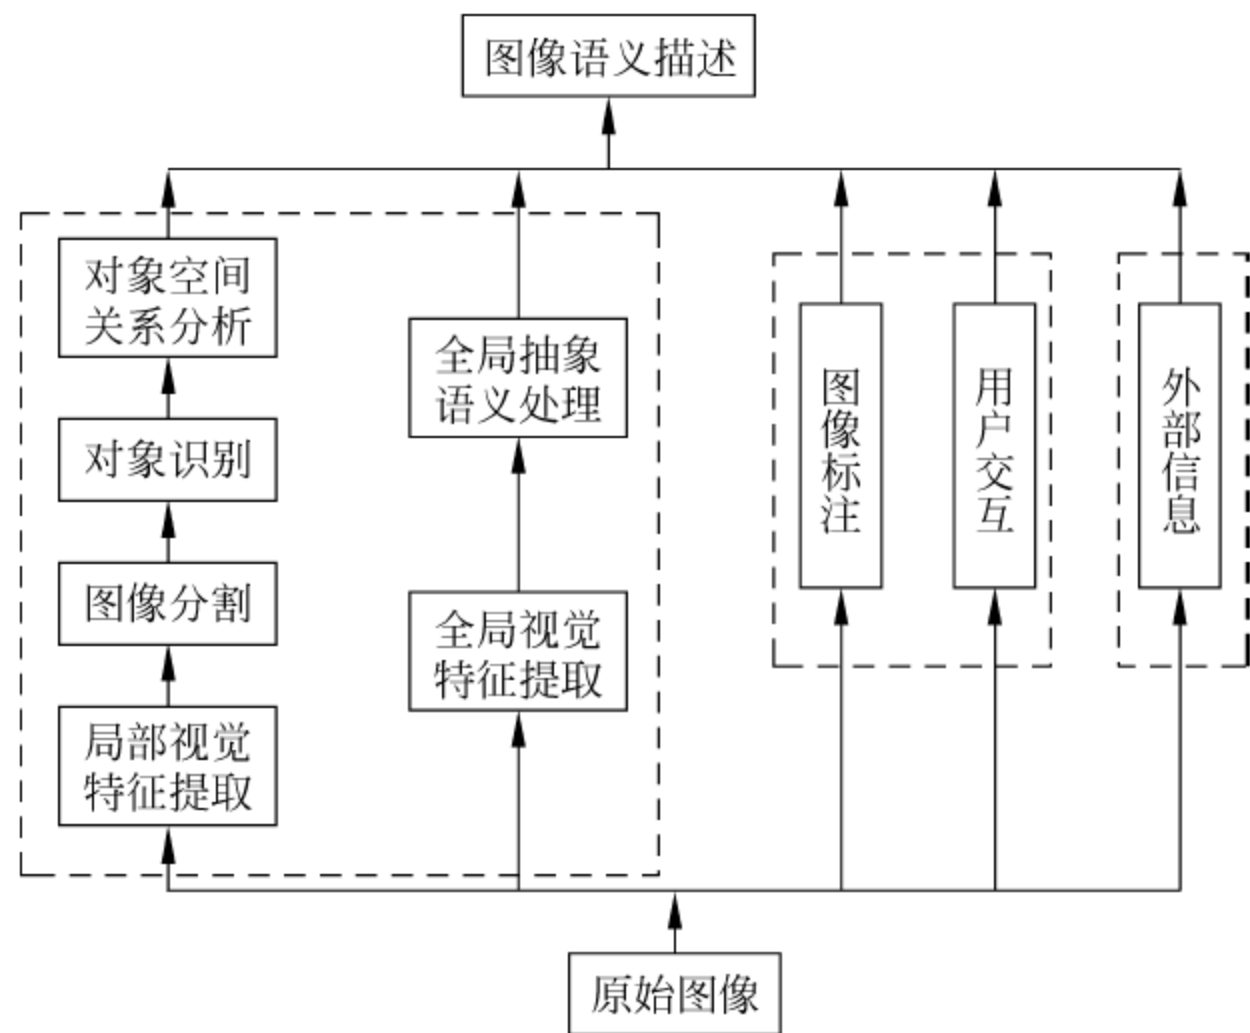 图像语义描述
对象空间
关系分析
对象识别
图像分割
局部视觉
特征提取
全局抽象
语义处理
全局视觉
特征提取
图像标注
用户交互
外部信息
原始图像